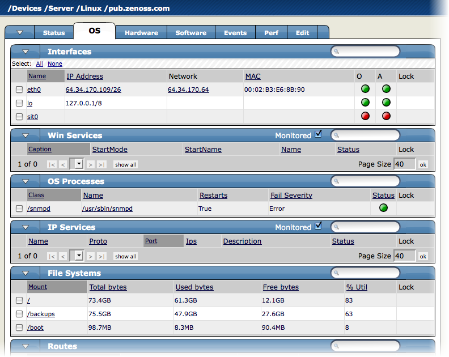 /Devices /Server /Linux /pub.zenoss.com
Status OS Hardware Software Events Perf Edit
Interfaces
Select: All None
Name IP Address Network MAC O A Lock
eth0 64.34.170.109/26 64.34.170.64 00:02:B3:E6:8B:90
lo 127.0.0.1/8
sit0
Win Services Monitored
Caption StartMode StartName Name Status Lock
1 of 0 |< < > >| show all Page Size 40 ok
OS Processes
Class Name Restarts Fail Severity Status Lock
/snmpd /usr/sbin/snmpd True Error
IP Services Monitored
Name Proto Port Ips Description Status Lock
1 of 0 |< < > >| show all Page Size 40 ok
File Systems
Mount Total bytes Used bytes Free bytes % Util Lock
/ 73.4GB 61.3GB 12.1GB 83
/backups 75.5GB 47.9GB 27.6GB 63
/boot 98.7MB 8.3MB 90.4MB 8
Routes